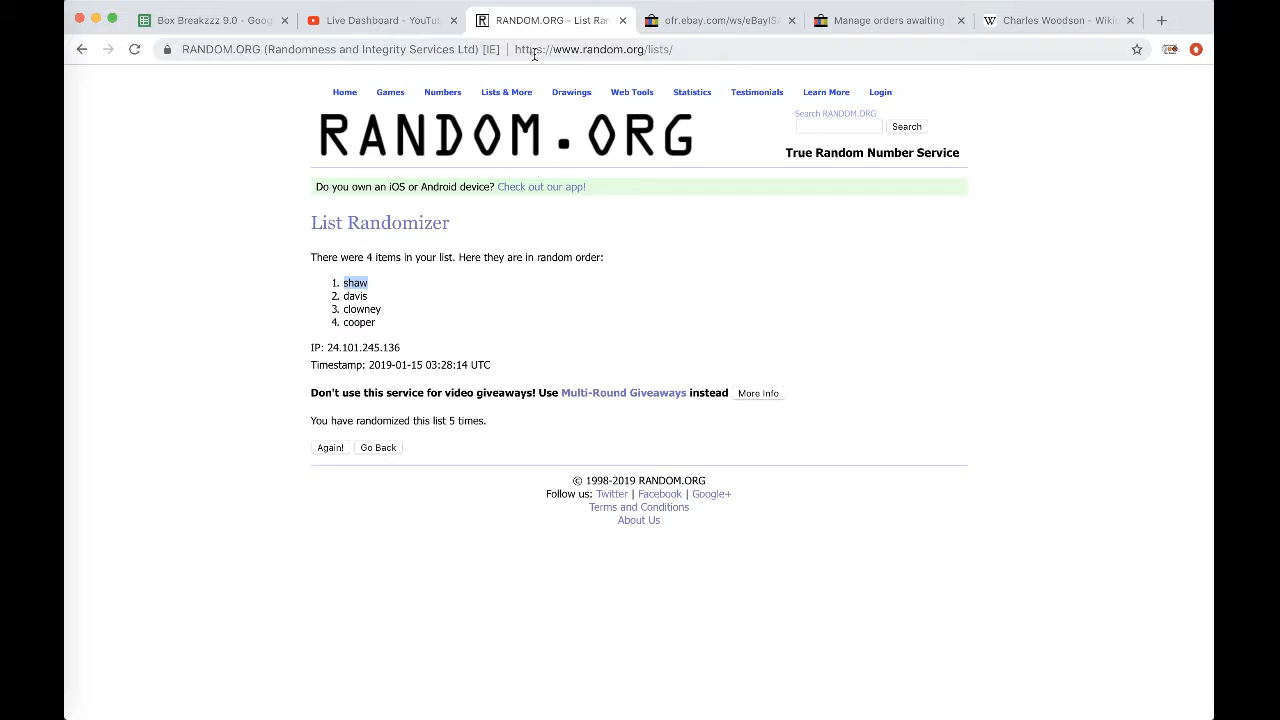 Box Breakzzz 9.0 - Goog
Live Dashboard - YouTub
RANDOM.ORG - List Ran
ofr.ebay.com/ws/eBayISA
Manage orders awaiting
Charles Woodson - Wikip
RANDOM.ORG (Randomness and Integrity Services Ltd) [IE] | https://www.random.org/lists/
Home Games Numbers Lists & More Drawings Web Tools Statistics Testimonials Learn More Login
RANDOM.ORG
Search RANDOM.ORG
Search
True Random Number Service
Do you own an iOS or Android device? Check out our app!
List Randomizer
There were 4 items in your list. Here they are in random order:
1. shaw
2. davis
3. clowney
4. cooper
IP: 24.101.245.136
Timestamp: 2019-01-15 03:28:14 UTC
Don't use this service for video giveaways! Use Multi-Round Giveaways instead More Info
You have randomized this list 5 times.
Again! Go Back
© 1998-2019 RANDOM.ORG
Follow us: Twitter | Facebook | Google+
Terms and Conditions
About Us